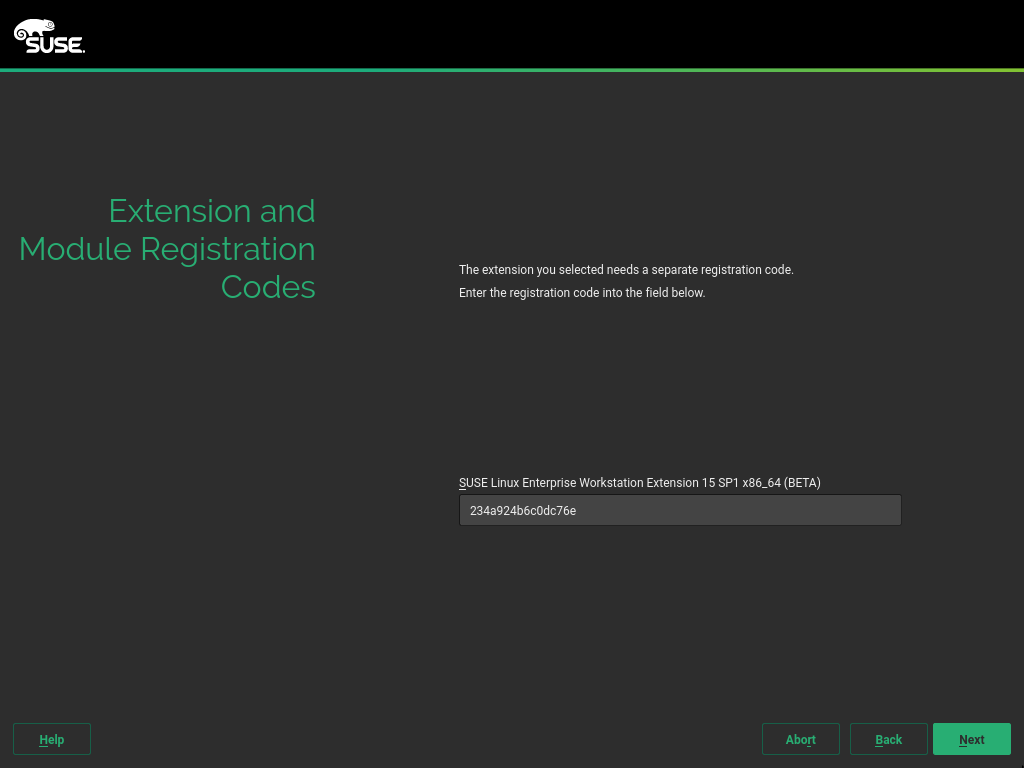 SUSE.
Extension and
Module Registration
Codes
The extension you selected needs a separate registration code.
Enter the registration code into the field below.
SUSE Linux Enterprise Workstation Extension 15 SP1 x86_64 (BETA)
234a924b6c0dc76e
Help
Abort
Back
Next